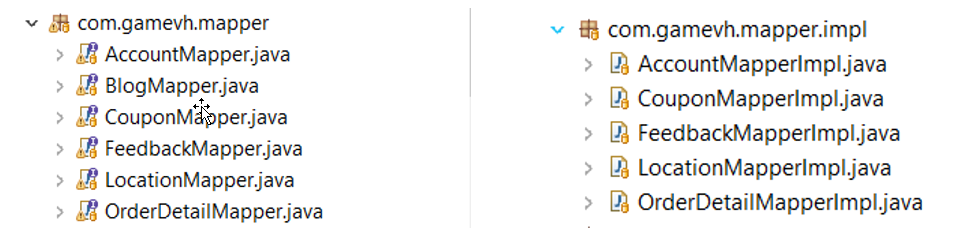 com.gamevh.mapper
AccountMapper.java
BlogMapper.java
CouponMapper.java
FeedbackMapper.java
LocationMapper.java
OrderDetailMapper.java
com.gamevh.mapper.impl
AccountMapperImpl.java
CouponMapperImpl.java
FeedbackMapperImpl.java
LocationMapperImpl.java
OrderDetailMapperImpl.java